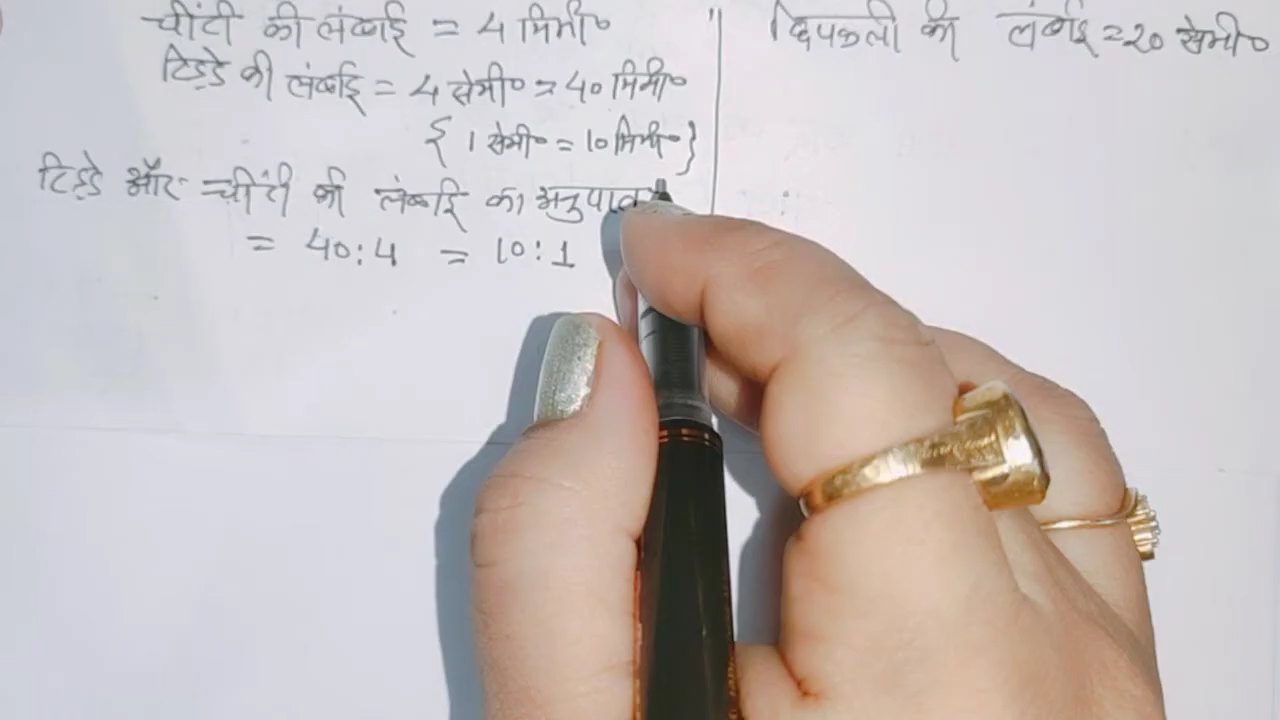 चींटी की लंबाई = 4 मिमी०
टिड्डे की लंबाई = 4 सेमी० = 40 मिमी०
{ 1 सेमी० = 10 मिमी० }
टिड्डे और चींटी की लंबाई का अनुपात
= 40:4 = 10:1
छिपकली की लंबाई = 20 सेमी०